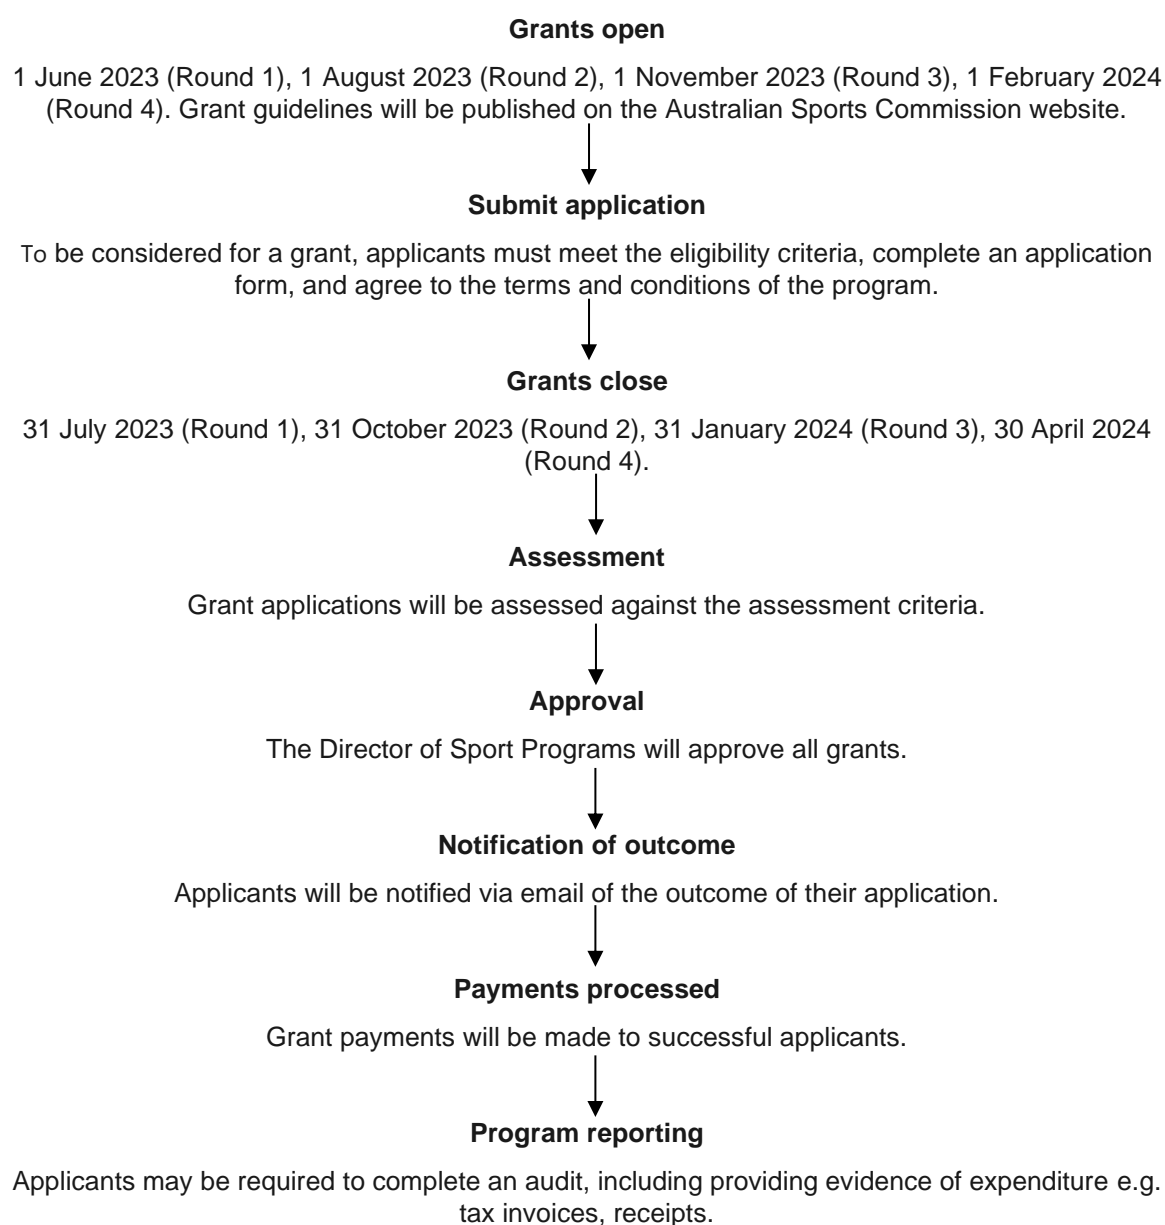 Grants open
1 June 2023 (Round 1), 1 August 2023 (Round 2), 1 November 2023 (Round 3), 1 February 2024
(Round 4). Grant guidelines will be published on the Australian Sports Commission website.
Submit application
To be considered for a grant, applicants must meet the eligibility criteria, complete an application
form, and agree to the terms and conditions of the program.
Grants close
31 July 2023 (Round 1), 31 October 2023 (Round 2), 31 January 2024 (Round 3), 30 April 2024
(Round 4).
Assessment
Grant applications will be assessed against the assessment criteria.
Approval
The Director of Sport Programs will approve all grants.
Notification of outcome
Applicants will be notified via email of the outcome of their application.
Payments processed
Grant payments will be made to successful applicants.
Program reporting
Applicants may be required to complete an audit, including providing evidence of expenditure e.g.
tax invoices, receipts.